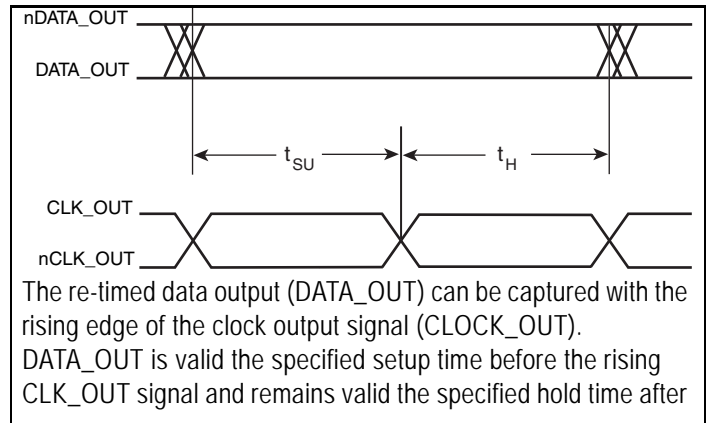 nDATA_OUT
DATA_OUT
tSU
tH
CLK_OUT
nCLK_OUT
The re-timed data output (DATA_OUT) can be captured with the
rising edge of the clock output signal (CLOCK_OUT).
DATA_OUT is valid the specified setup time before the rising
CLK_OUT signal and remains valid the specified hold time after